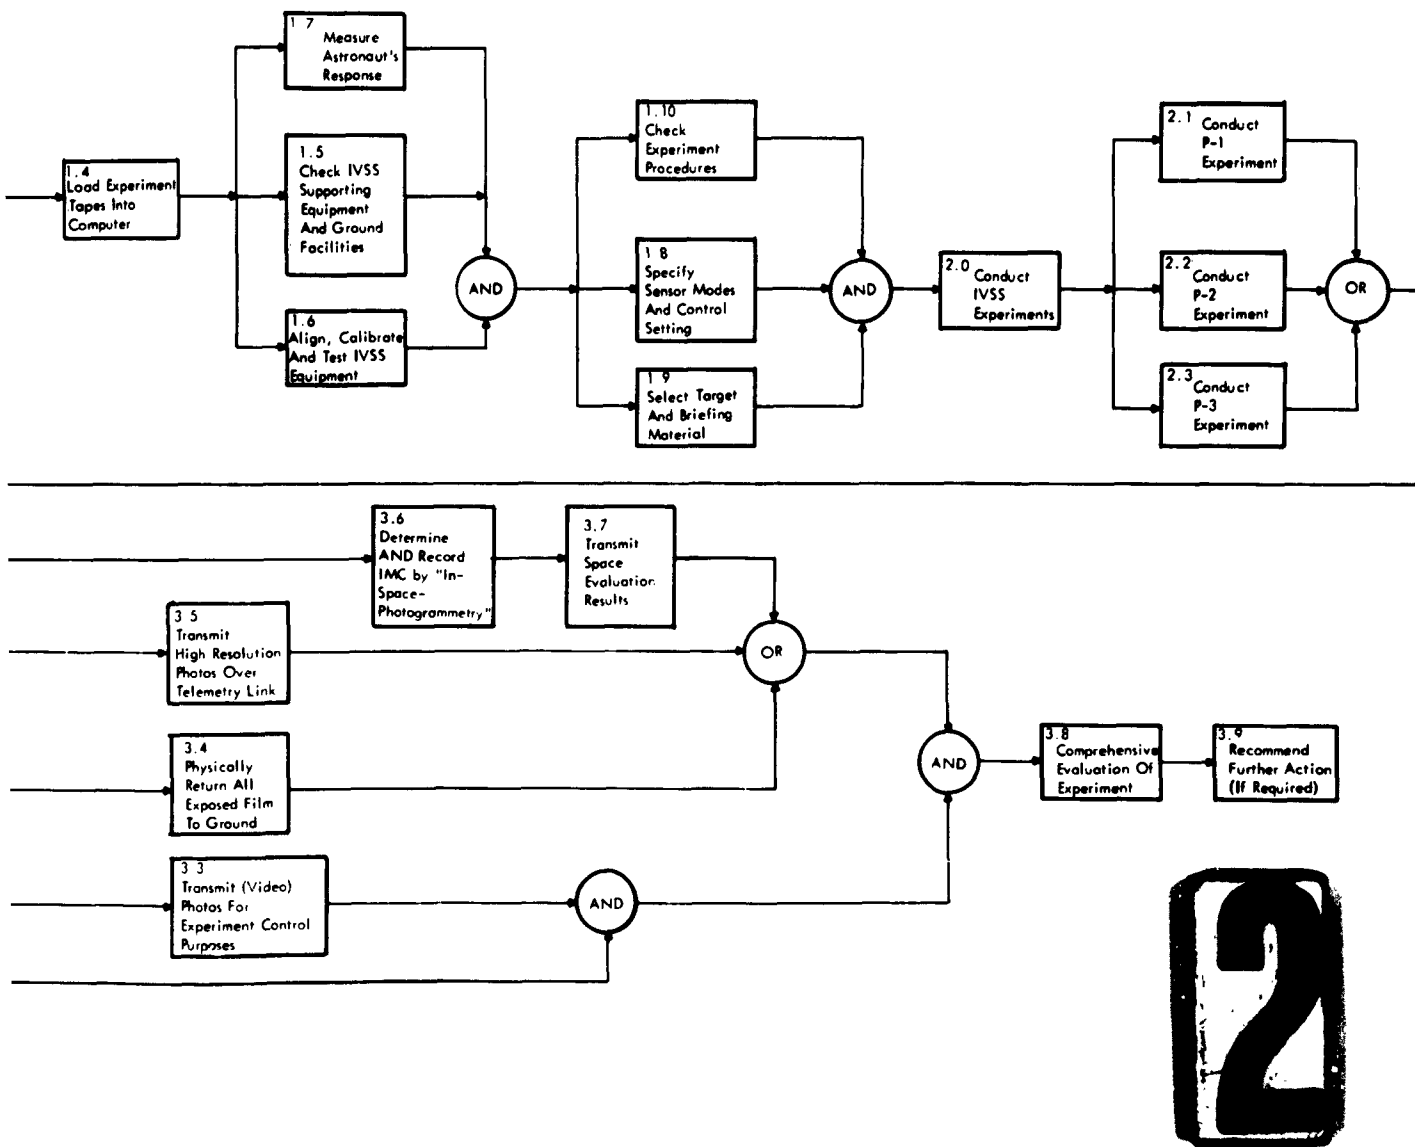 1 7
Measure
Astronaut's
Response
1.4
Load Experiment
Tapes Into
Computer
1.5
Check IVSS
Supporting
Equipment
And Ground
Facilities
1.6
Align, Calibrate
And Test IVSS
Equipment
AND
1.10
Check
Experiment
Procedures
1 8
Specify
Sensor Modes
And Control
Setting
1 9
Select Target
And Briefing
Material
AND
2.0
Conduct
IVSS
Experiments
2.1 Conduct
P-1
Experiment
2.2
Conduct
P-2
Experiment
2.3
Conduct
P-3
Experiment
OR
3.6
Determine
AND Record
IMC by "In-
Space-
Photogrammetry"
3.7
Transmit
Space
Evaluation
Results
3 5
Transmit
High Resolution
Photos Over
Telemetry Link
OR
3.4
Physically
Return All
Exposed Film
To Ground
3 3
Transmit (Video)
Photos For
Experiment Control
Purposes
AND
AND
3.8
Comprehensive
Evaluation Of
Experiment
3.9
Recommend
Further Action
(If Required)
2